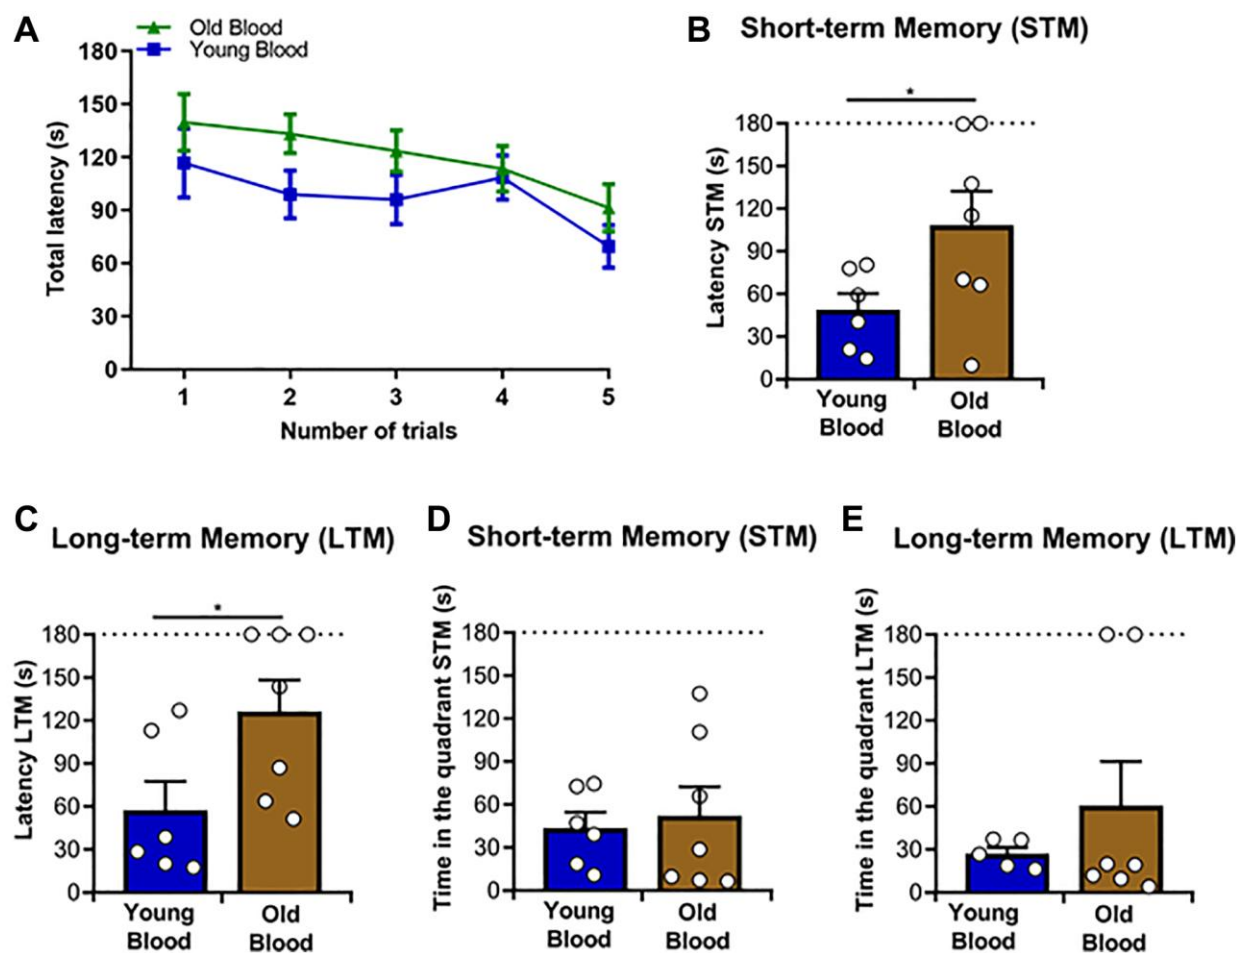 A
Old Blood
Young Blood
Total latency (s)
180
150
120
90
60
30
0
1 2 3 4 5
Number of trials
B Short-term Memory (STM)
*
Latency STM (s)
180
150
120
90
60
30
0
Young Blood
Old Blood
C Long-term Memory (LTM)
*
Latency LTM (s)
180
150
120
90
60
30
0
Young Blood
Old Blood
D Short-term Memory (STM)
Time in the quadrant STM (s)
180
150
120
90
60
30
0
Young Blood
Old Blood
E Long-term Memory (LTM)
Time in the quadrant LTM (s)
180
150
120
90
60
30
0
Young Blood
Old Blood